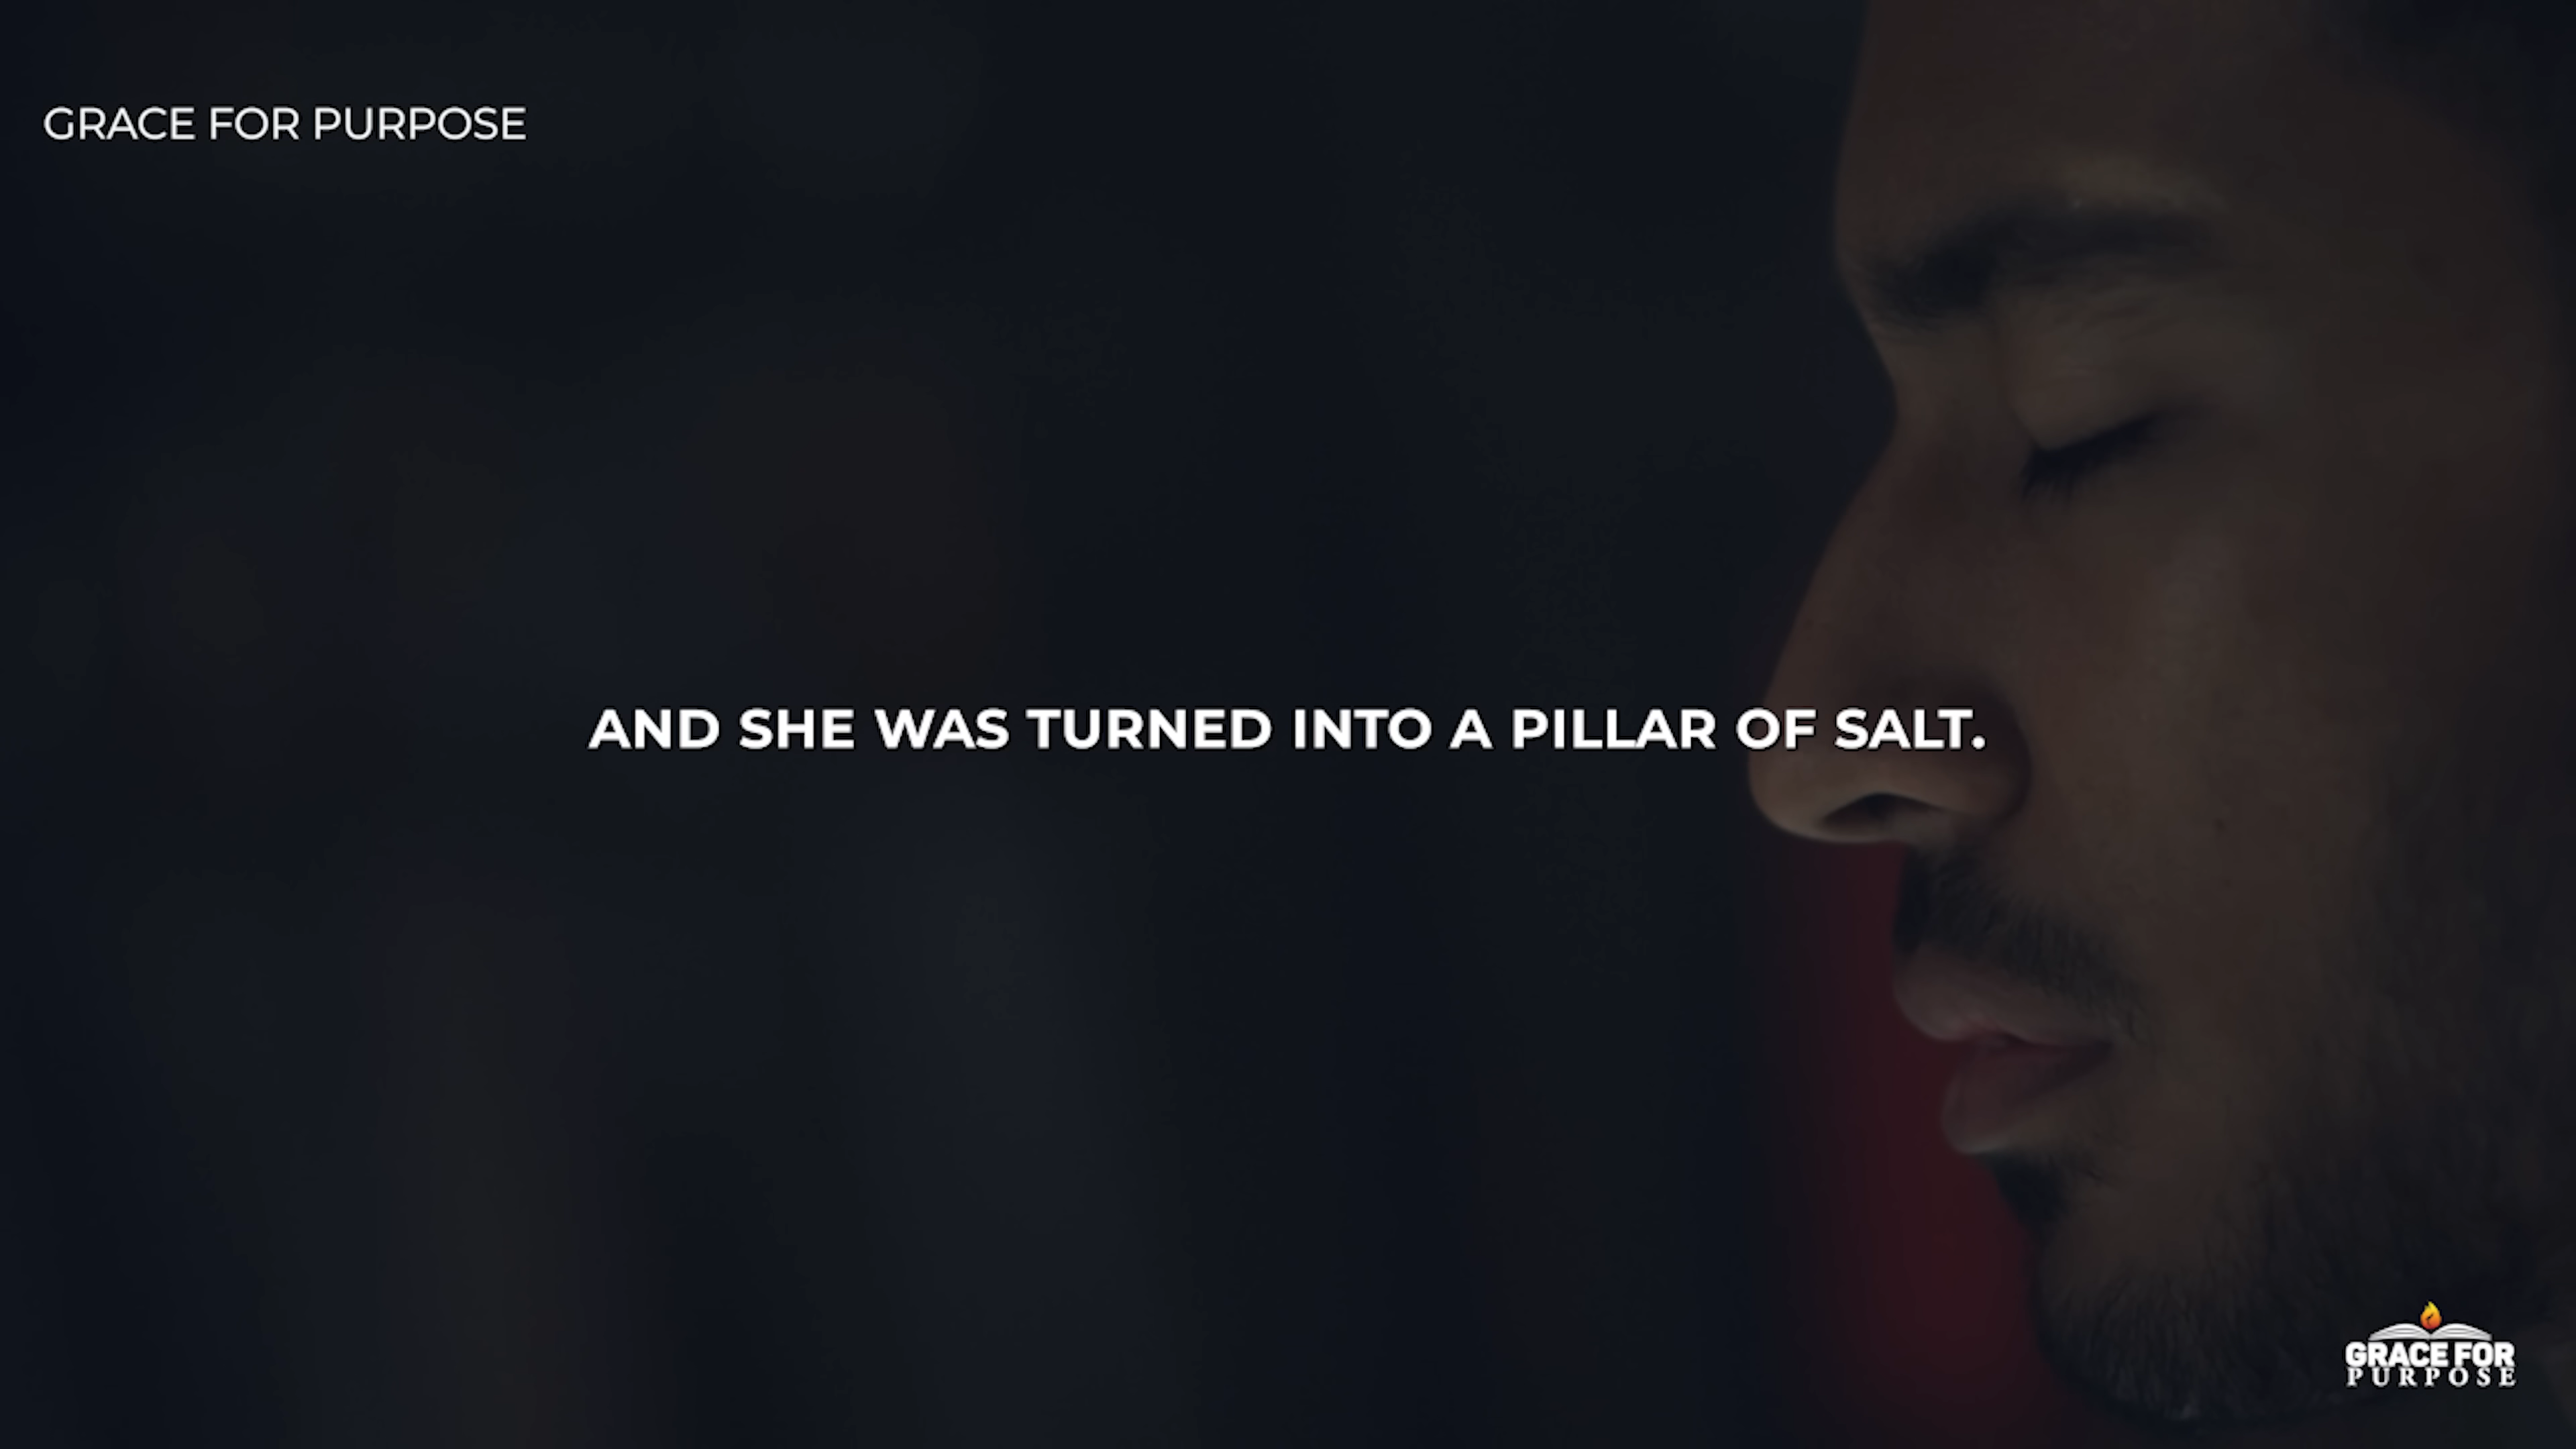 GRACE FOR PURPOSE
AND SHE WAS TURNED INTO A PILLAR OF SALT.
GRACE FOR
PURPOSE